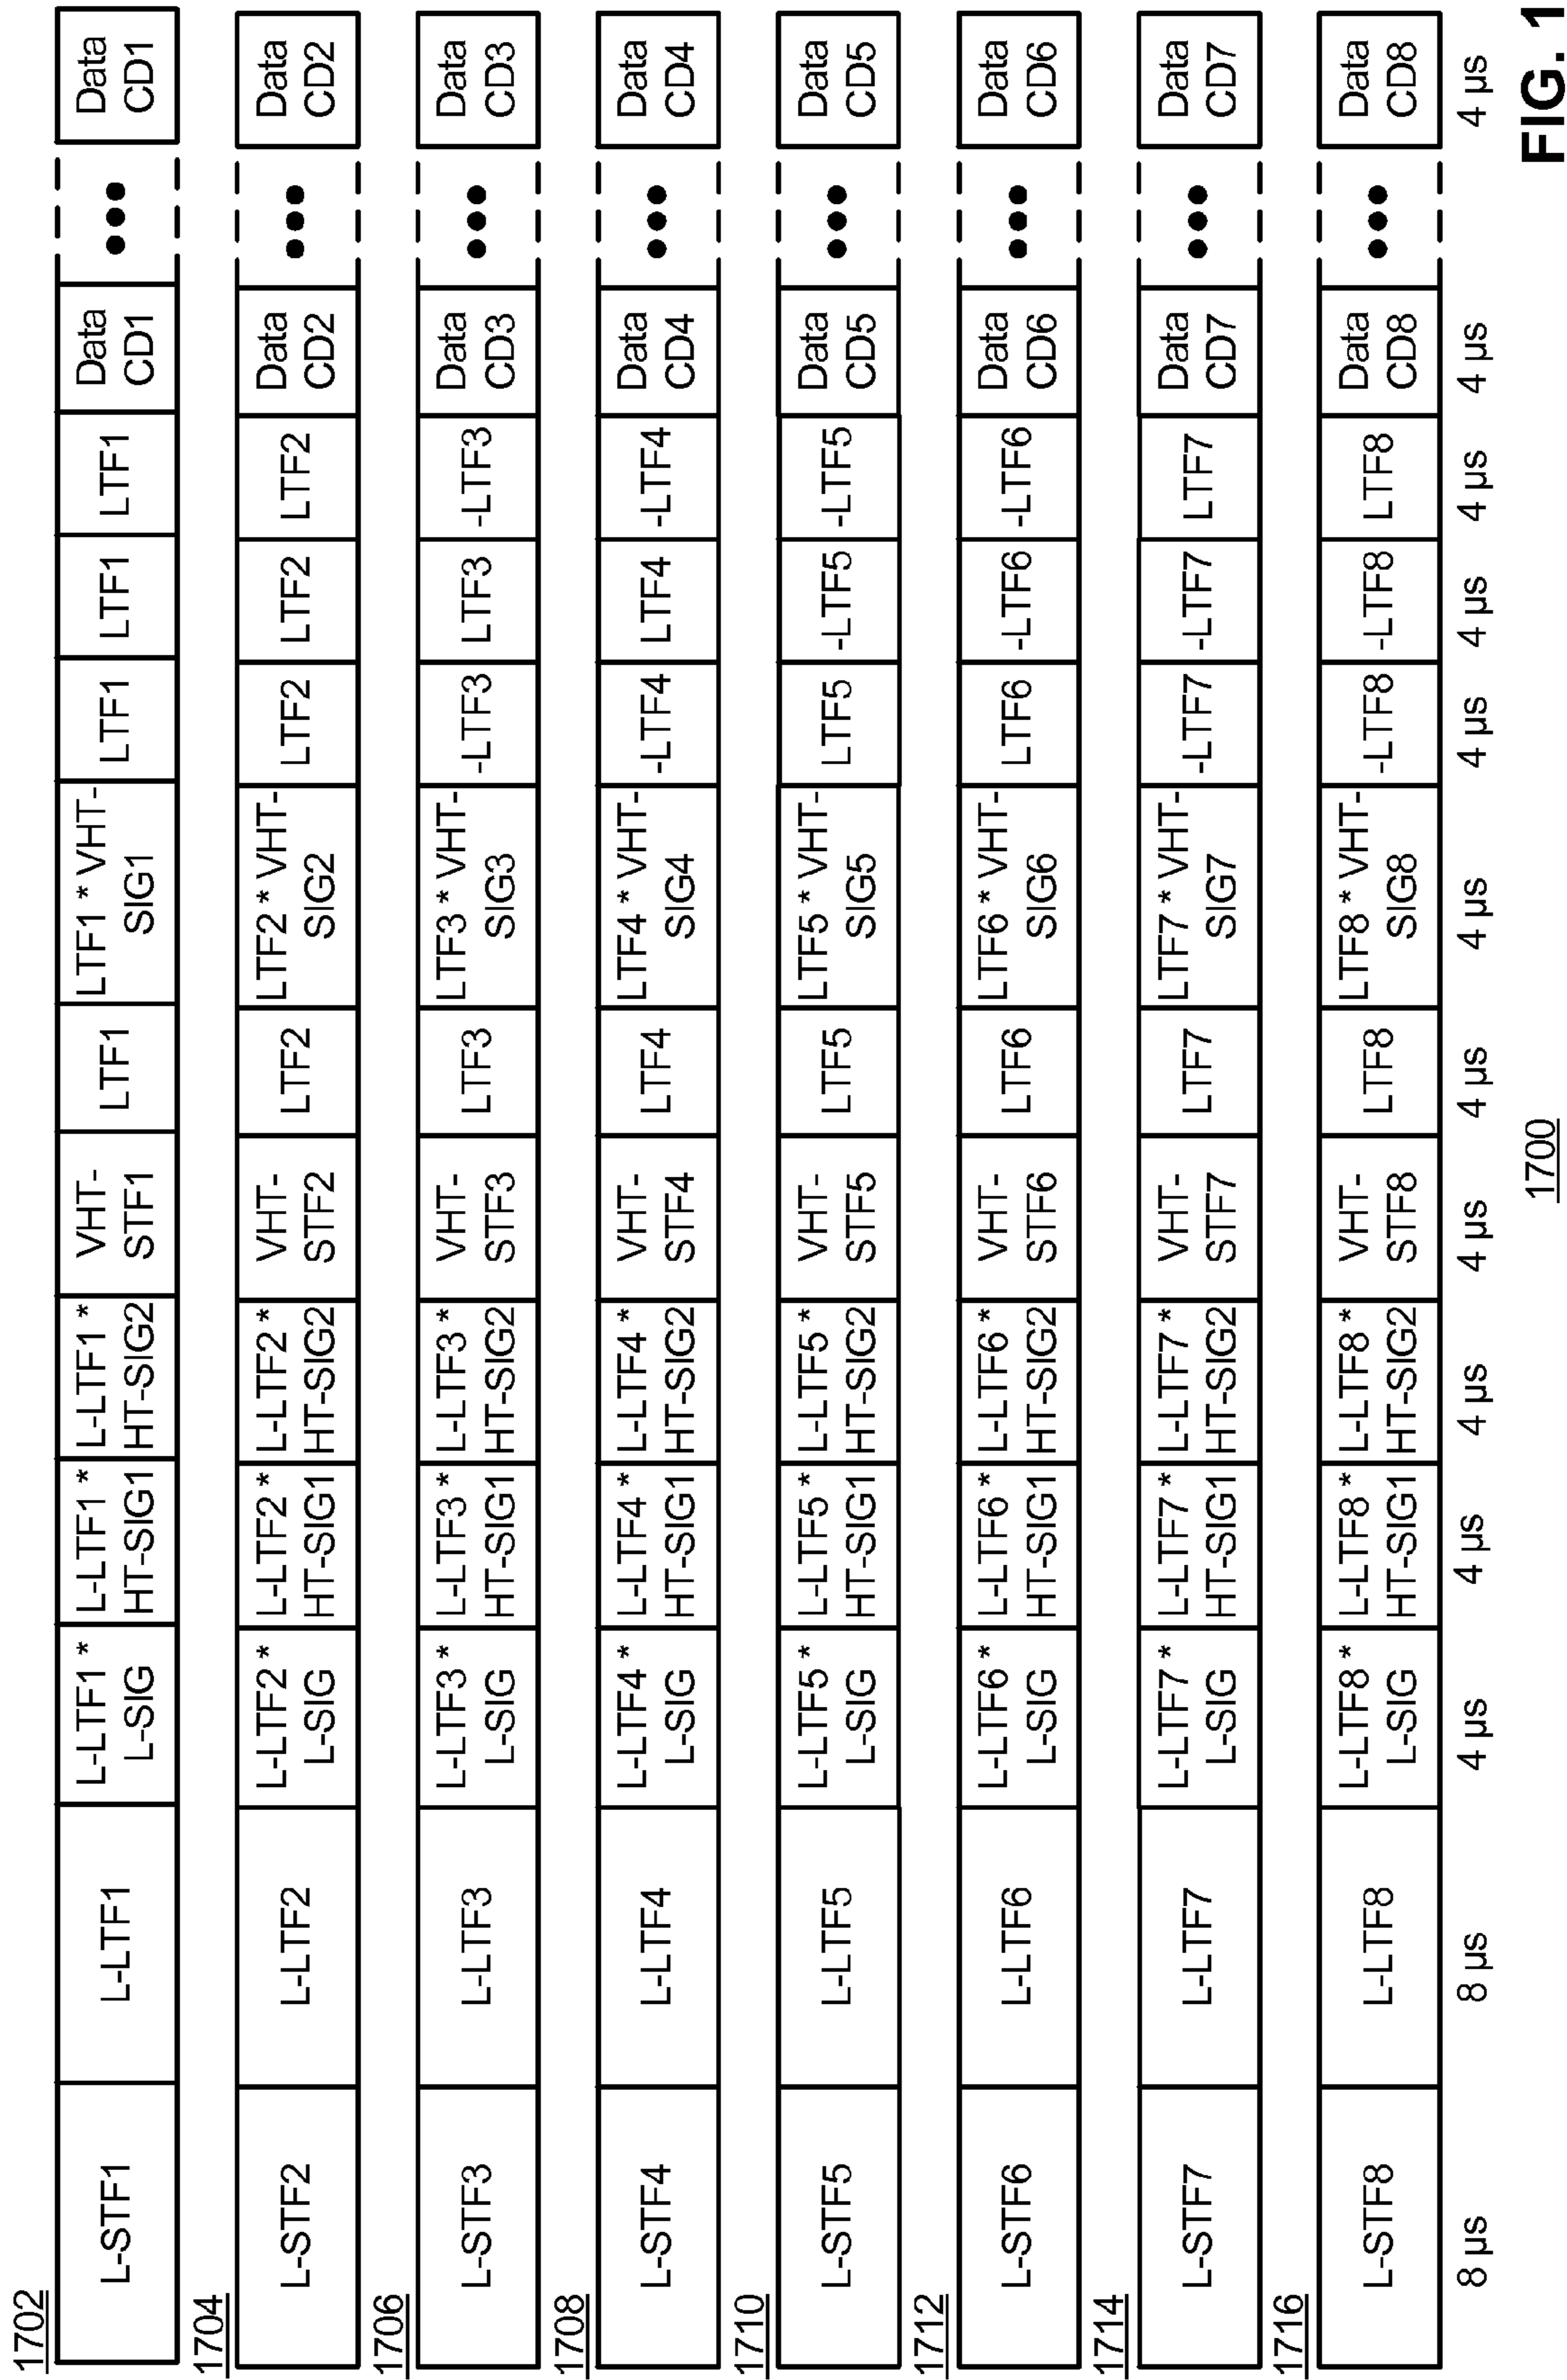 1702
L-STF1
L-LTF1
L-LTF1 *
L-SIG
L-LTF1 *
HT-SIG1
L-LTF1 *
HT-SIG2
VHT-
STF1
LTF1
LTF1 * VHT-
SIG1
LTF1
LTF1
LTF1
Data
CD1
Data
CD1
1704
L-STF2
L-LTF2
L-LTF2 *
L-SIG
L-LTF2 *
HT-SIG1
L-LTF2 *
HT-SIG2
VHT-
STF2
LTF2
LTF2 * VHT-
SIG2
LTF2
LTF2
LTF2
Data
CD2
Data
CD2
1706
L-STF3
L-LTF3
L-LTF3 *
L-SIG
L-LTF3 *
HT-SIG1
L-LTF3 *
HT-SIG2
VHT-
STF3
LTF3
LTF3 * VHT-
SIG3
-LTF3
LTF3
-LTF3
Data
CD3
Data
CD3
1708
L-STF4
L-LTF4
L-LTF4 *
L-SIG
L-LTF4 *
HT-SIG1
L-LTF4 *
HT-SIG2
VHT-
STF4
LTF4
LTF4 * VHT-
SIG4
-LTF4
LTF4
-LTF4
Data
CD4
Data
CD4
1710
L-STF5
L-LTF5
L-LTF5 *
L-SIG
L-LTF5 *
HT-SIG1
L-LTF5 *
HT-SIG2
VHT-
STF5
LTF5
LTF5 * VHT-
SIG5
LTF5
-LTF5
-LTF5
Data
CD5
Data
CD5
1712
L-STF6
L-LTF6
L-LTF6 *
L-SIG
L-LTF6 *
HT-SIG1
L-LTF6 *
HT-SIG2
VHT-
STF6
LTF6
LTF6 * VHT-
SIG6
LTF6
-LTF6
-LTF6
Data
CD6
Data
CD6
1714
L-STF7
L-LTF7
L-LTF7 *
L-SIG
L-LTF7 *
HT-SIG1
L-LTF7 *
HT-SIG2
VHT-
STF7
LTF7
LTF7 * VHT-
SIG7
-LTF7
-LTF7
LTF7
Data
CD7
Data
CD7
1716
L-STF8
L-LTF8
L-LTF8 *
L-SIG
L-LTF8 *
HT-SIG1
L-LTF8 *
HT-SIG2
VHT-
STF8
LTF8
LTF8 * VHT-
SIG8
-LTF8
-LTF8
LTF8
Data
CD8
Data
CD8
8 µs
8 µs
4 µs
4 µs
4 µs
4 µs
4 µs
4 µs
4 µs
4 µs
4 µs
4 µs
4 µs
1700
FIG. 1